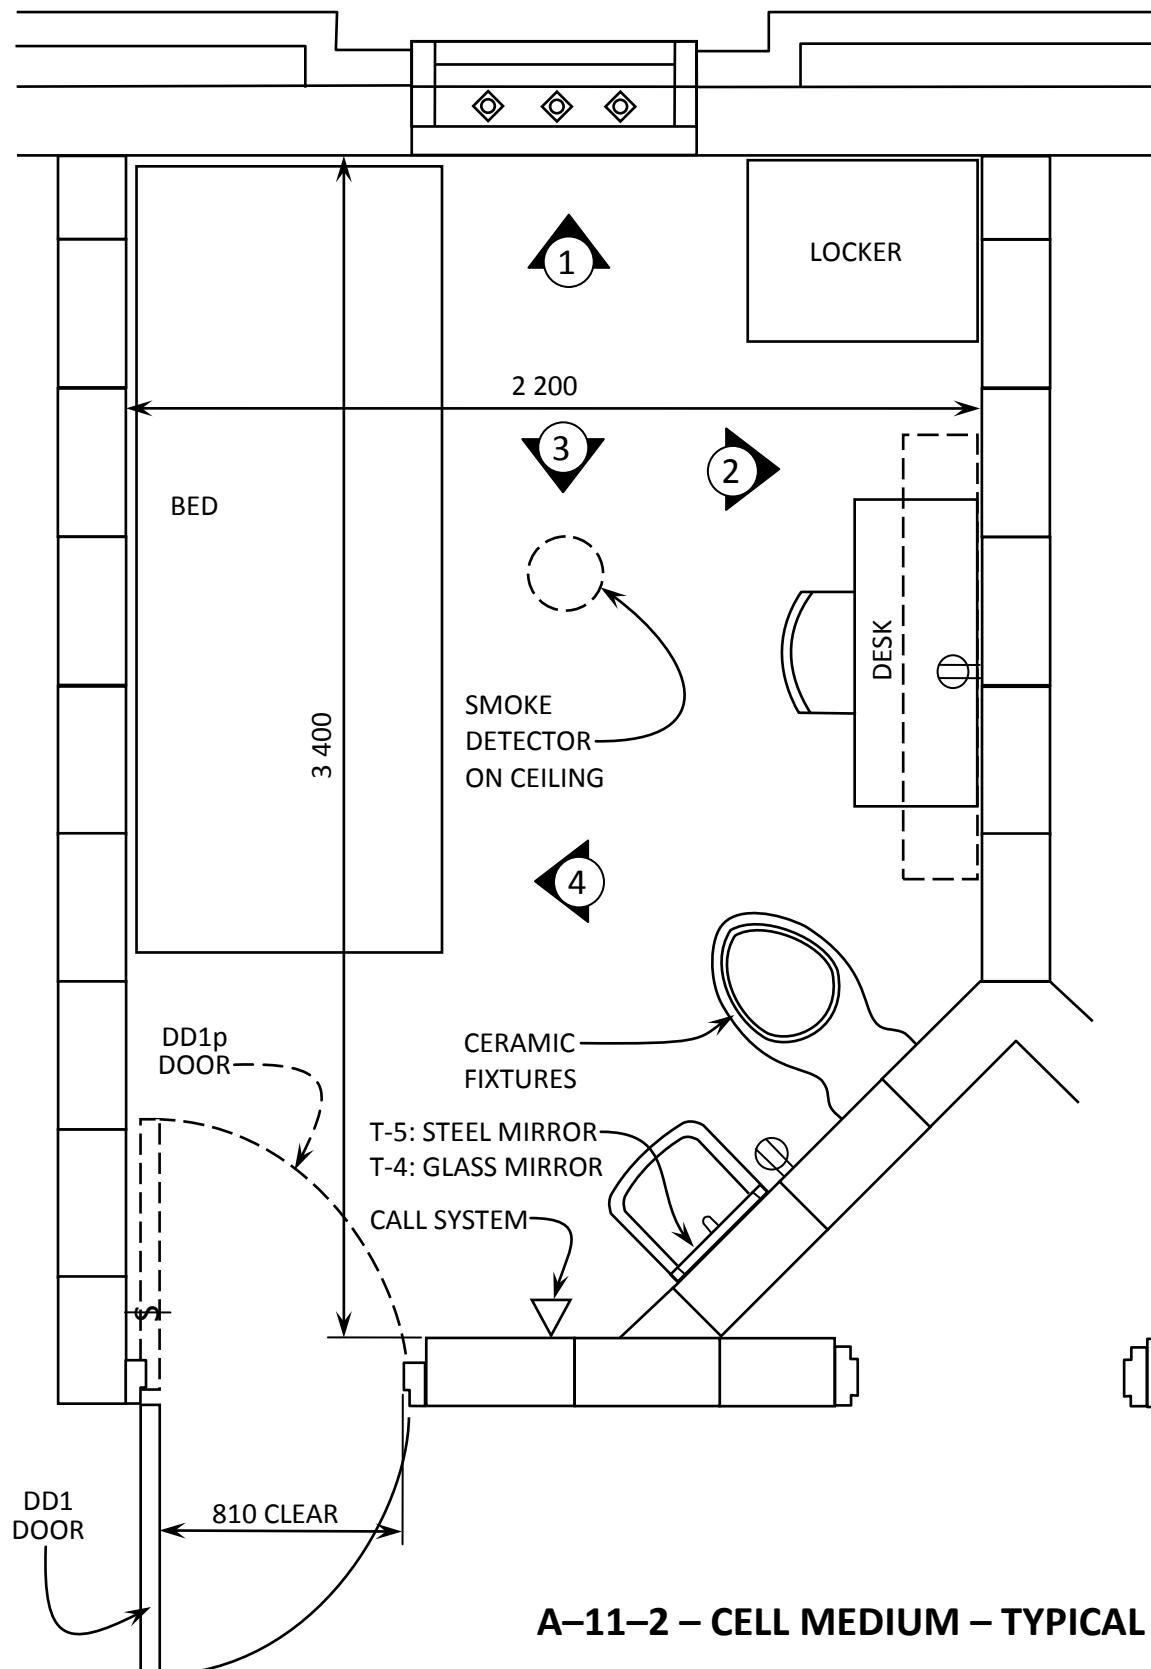 1
LOCKER
2 200
3
2
BED
DESK
SMOKE
DETECTOR
ON CEILING
3 400
4
DD1p
DOOR
CERAMIC
FIXTURES
T-5: STEEL MIRROR
T-4: GLASS MIRROR
CALL SYSTEM
$
DD1
DOOR
810 CLEAR
A–11–2 – CELL MEDIUM – TYPICAL